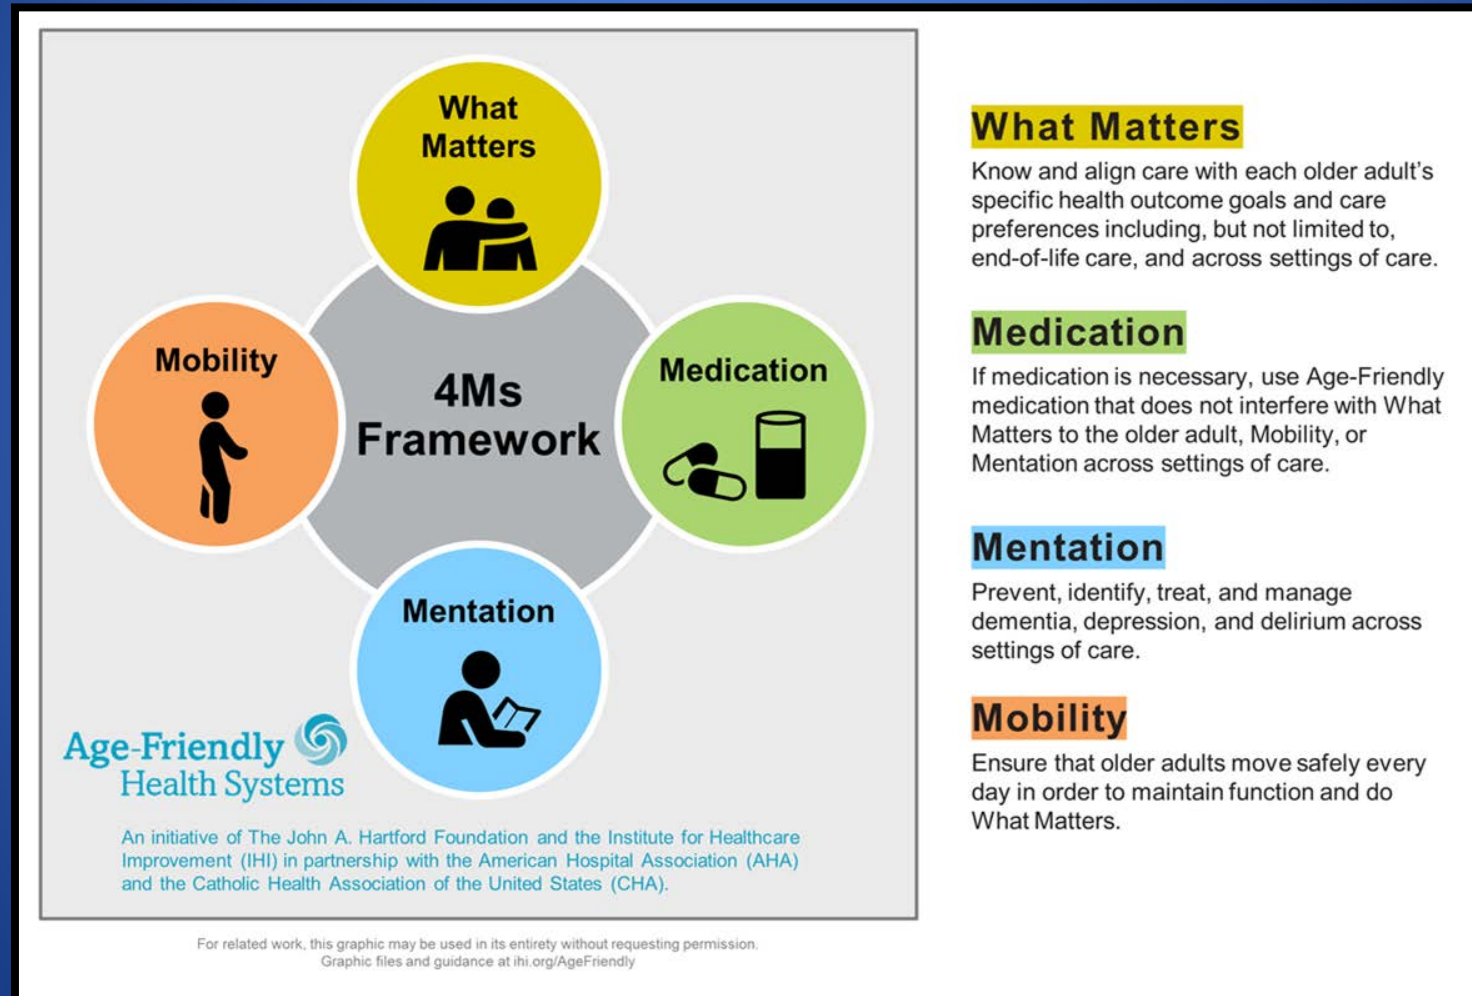 What
Matters
Mobility
4Ms
Framework
Medication
Mentation
Age-Friendly
Health Systems
An initiative of The John A. Hartford Foundation and the Institute for Healthcare
Improvement (IHI) in partnership with the American Hospital Association (AHA)
and the Catholic Health Association of the United States (CHA).
For related work, this graphic may be used in its entirety without requesting permission.
Graphic files and guidance at ihi.org/AgeFriendly
What Matters
Know and align care with each older adult's
specific health outcome goals and care
preferences including, but not limited to,
end-of-life care, and across settings of care.
Medication
If medication is necessary, use Age-Friendly
medication that does not interfere with What
Matters to the older adult, Mobility, or
Mentation across settings of care.
Mentation
Prevent, identify, treat, and manage
dementia, depression, and delirium across
settings of care.
Mobility
Ensure that older adults move safely every
day in order to maintain function and do
What Matters.